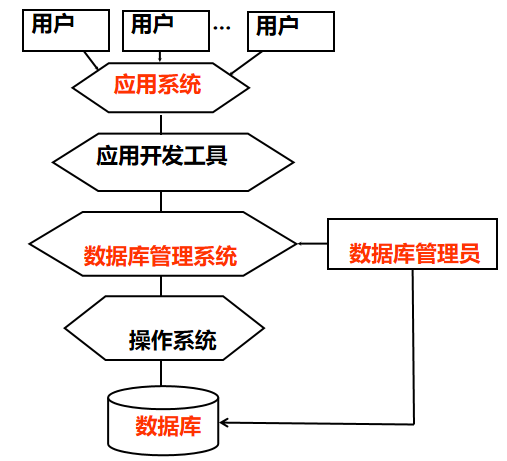 用户
用户
...
用户
应用系统
应用开发工具
数据库管理系统
数据库管理员
操作系统
数据库